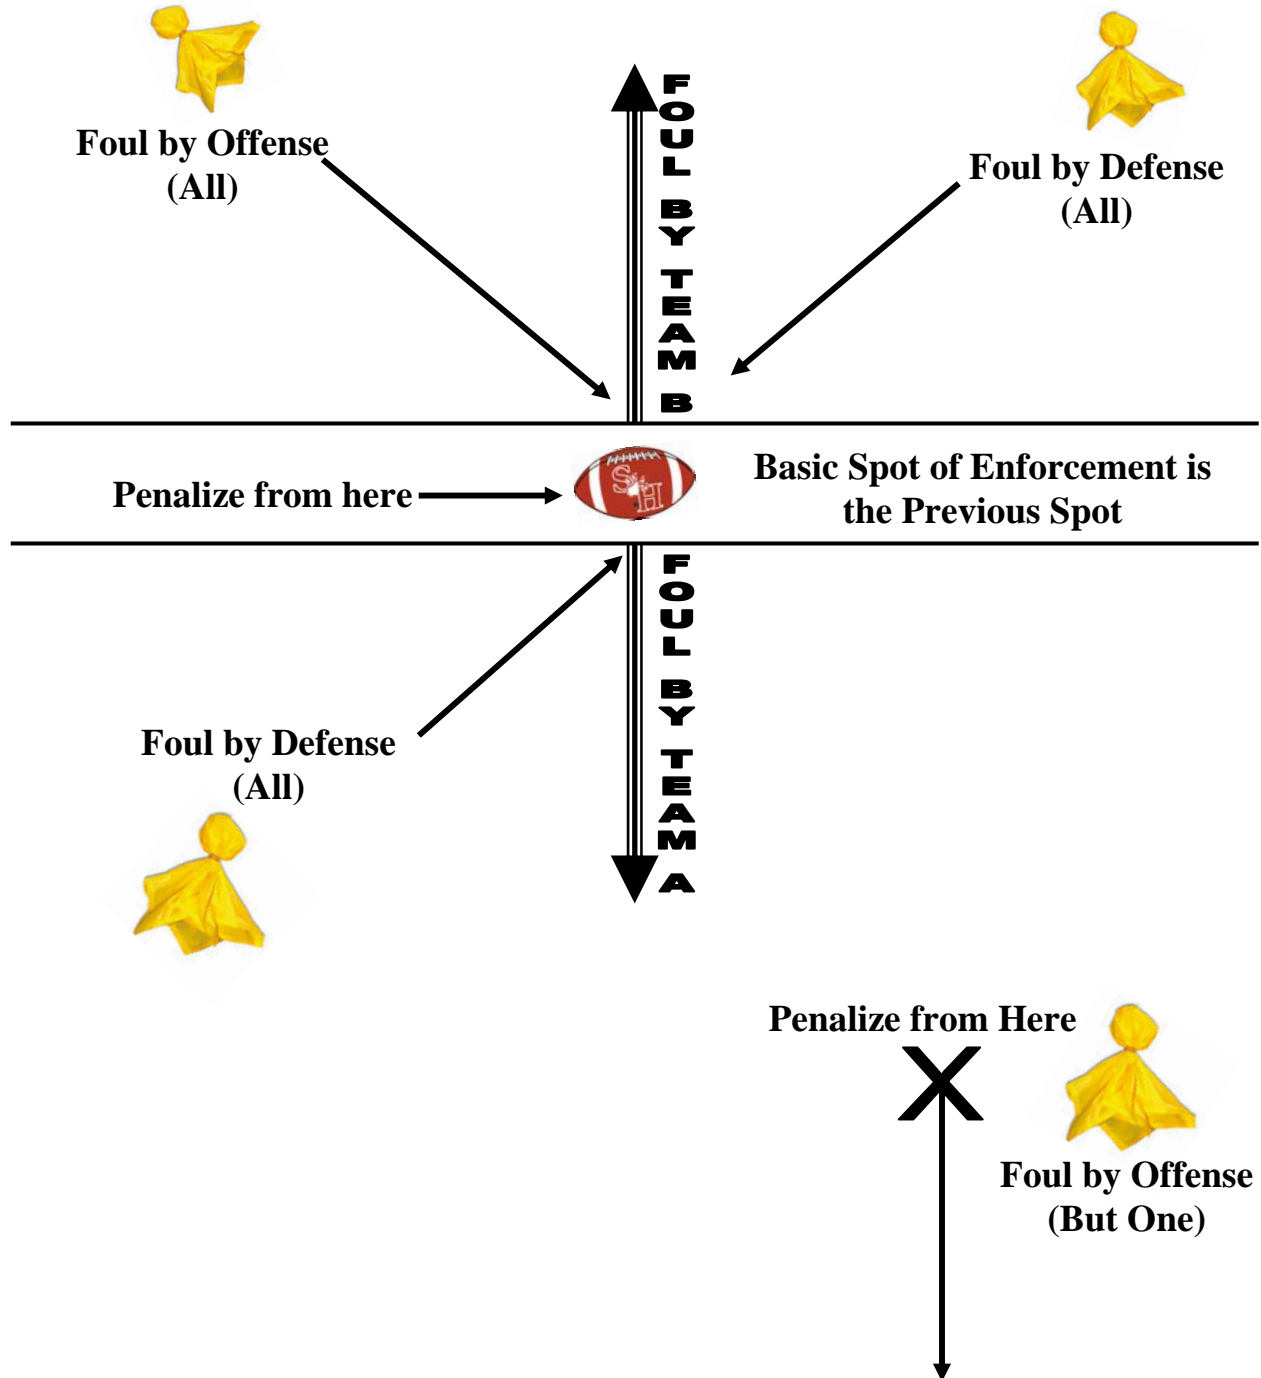 Foul by Offense
(All)
FOUL BY TEAM B
Foul by Defense
(All)
Penalize from here
SH
Basic Spot of Enforcement is
the Previous Spot
FOUL BY TEAM A
Foul by Defense
(All)
Penalize from Here
X
Foul by Offense
(But One)